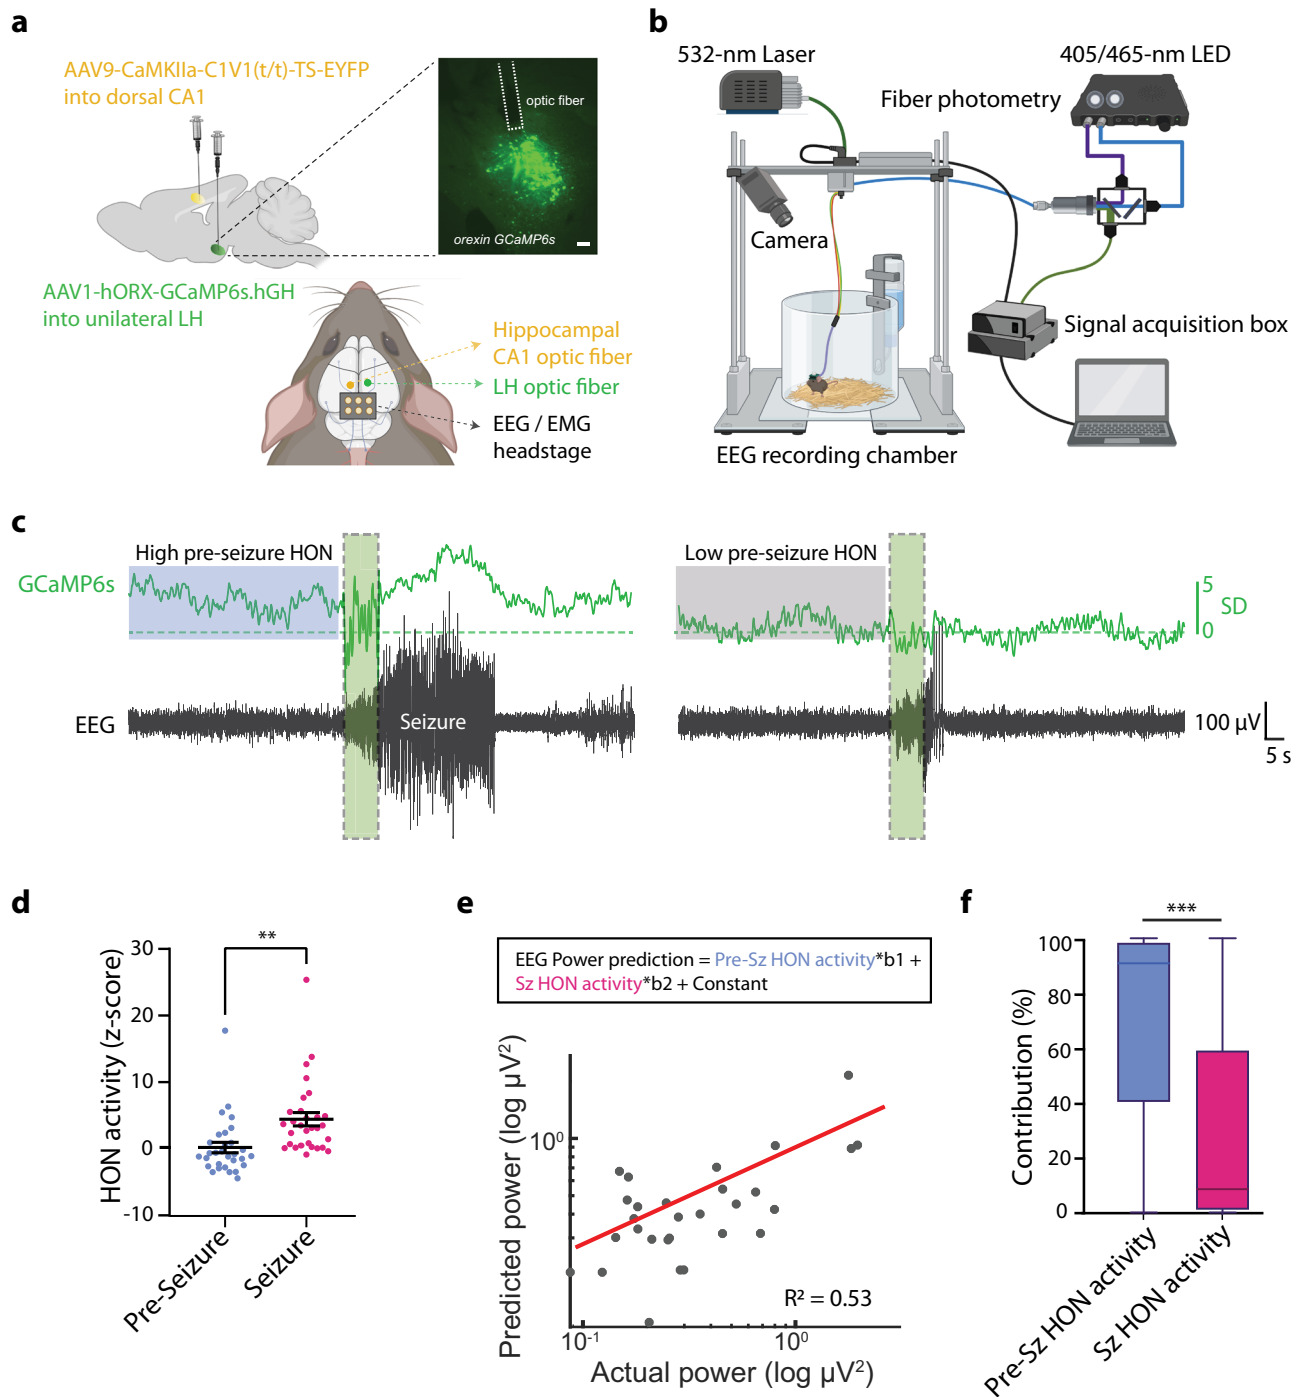 a
AAV9-CaMKIIa-C1V1(t/t)-TS-EYFP
into dorsal CA1
optic fiber
orexin GCaMP6s
AAV1-hORX-GCaMP6s.hGH
into unilateral LH
Hippocampal
CA1 optic fiber
LH optic fiber
EEG / EMG
headstage
b
532-nm Laser
405/465-nm LED
Fiber photometry
Camera
Signal acquisition box
EEG recording chamber
c
High pre-seizure HON
Low pre-seizure HON
GCaMP6s
5
SD
0
EEG
Seizure
100 µV
5 s
d
**
HON activity (z-score)
30
20
10
0
-10
Pre-Seizure
Seizure
e
EEG Power prediction = Pre-Sz HON activity*b1 +
Sz HON activity*b2 + Constant
Predicted power (log µV²)
10⁰
R² = 0.53
10⁻¹
10⁰
Actual power (log µV²)
f
***
Contribution (%)
100
80
60
40
20
0
Pre-Sz HON activity
Sz HON activity